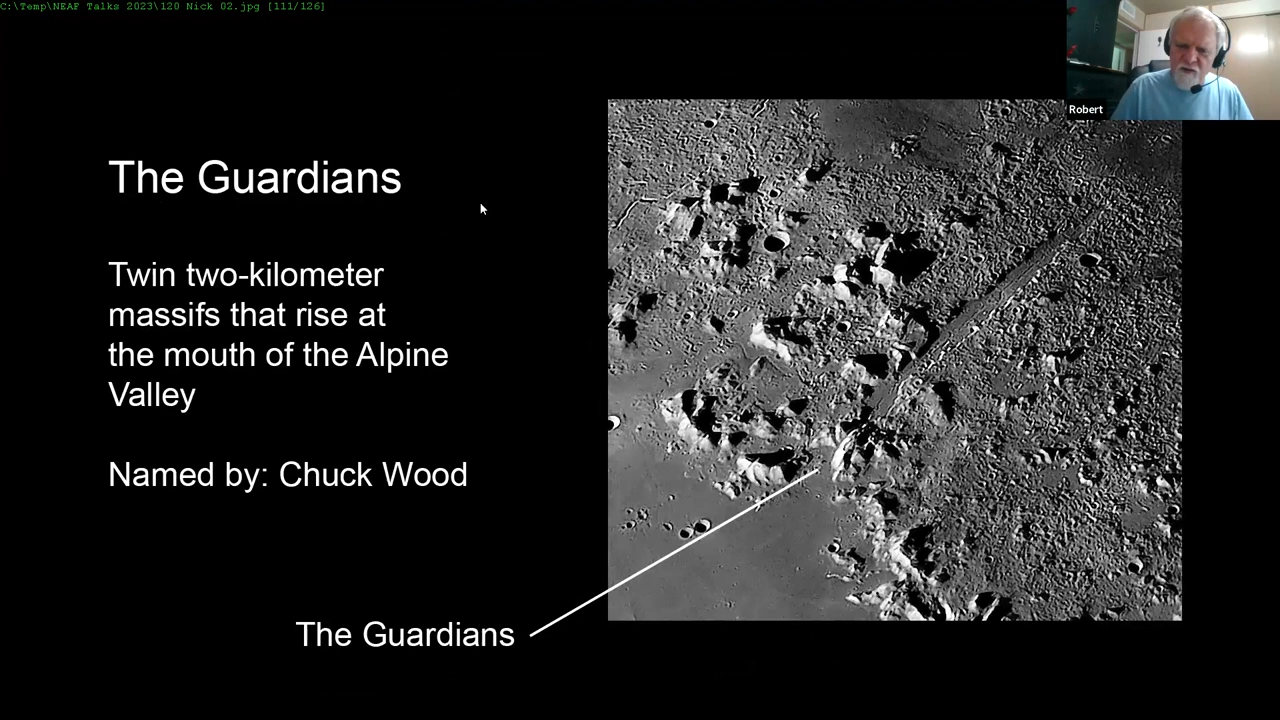 C:\Temp\NEAF Talks 2023\120 Nick 02.jpg [111/126]
Robert
The Guardians
Twin two-kilometer
massifs that rise at
the mouth of the Alpine
Valley
Named by: Chuck Wood
The Guardians